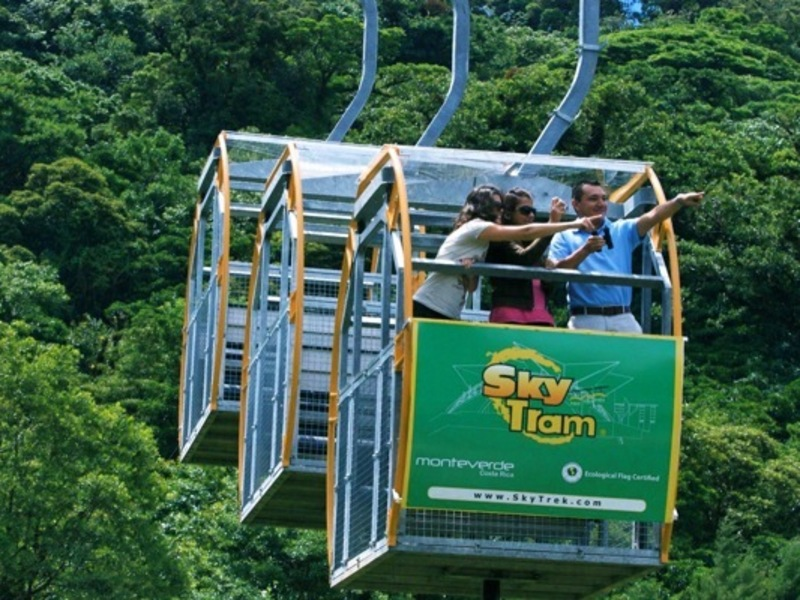 Sky
Tram
monteverde
Costa Rica
Ecological Flag Certified
www.SkyTrek.com